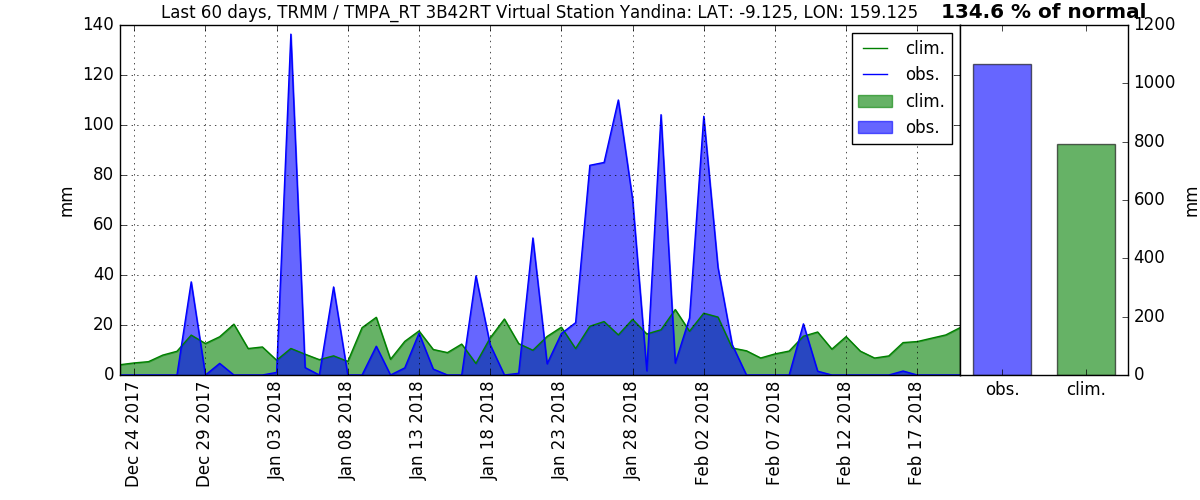 Last 60 days, TRMM / TMPA_RT 3B42RT Virtual Station Yandina: LAT: -9.125, LON: 159.125
134.6 % of normal
140
120
100
80
60
40
20
0
mm
clim.
obs.
clim.
obs.
1200
1000
800
600
400
200
0
mm
Dec 24 2017
Dec 29 2017
Jan 03 2018
Jan 08 2018
Jan 13 2018
Jan 18 2018
Jan 23 2018
Jan 28 2018
Feb 02 2018
Feb 07 2018
Feb 12 2018
Feb 17 2018
obs.
clim.